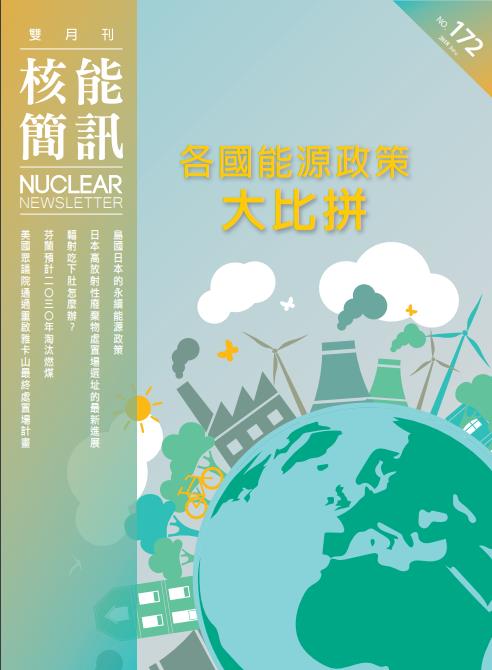 雙月刊
核能
簡訊
NUCLEAR
NEWSLETTER
NO. 172
2018 June
各國能源政策
大比拼
島國日本的永續能源政策
日本高放射性廢棄物處置場選址的最新進展
輻射吃下肚怎麼辦？
芬蘭預計二〇三〇年淘汰燃煤
美國眾議院通過重啟雅卡山最終處置場計畫